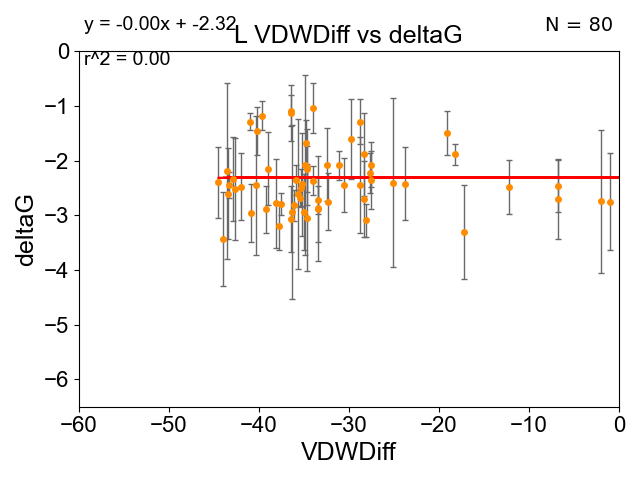 y = -0.00x + -2.32
L VDWDiff vs deltaG
N = 80
r^2 = 0.00
0
−1
−2
−3
−4
−5
−6
deltaG
−60
−50
−40
−30
−20
−10
0
VDWDiff